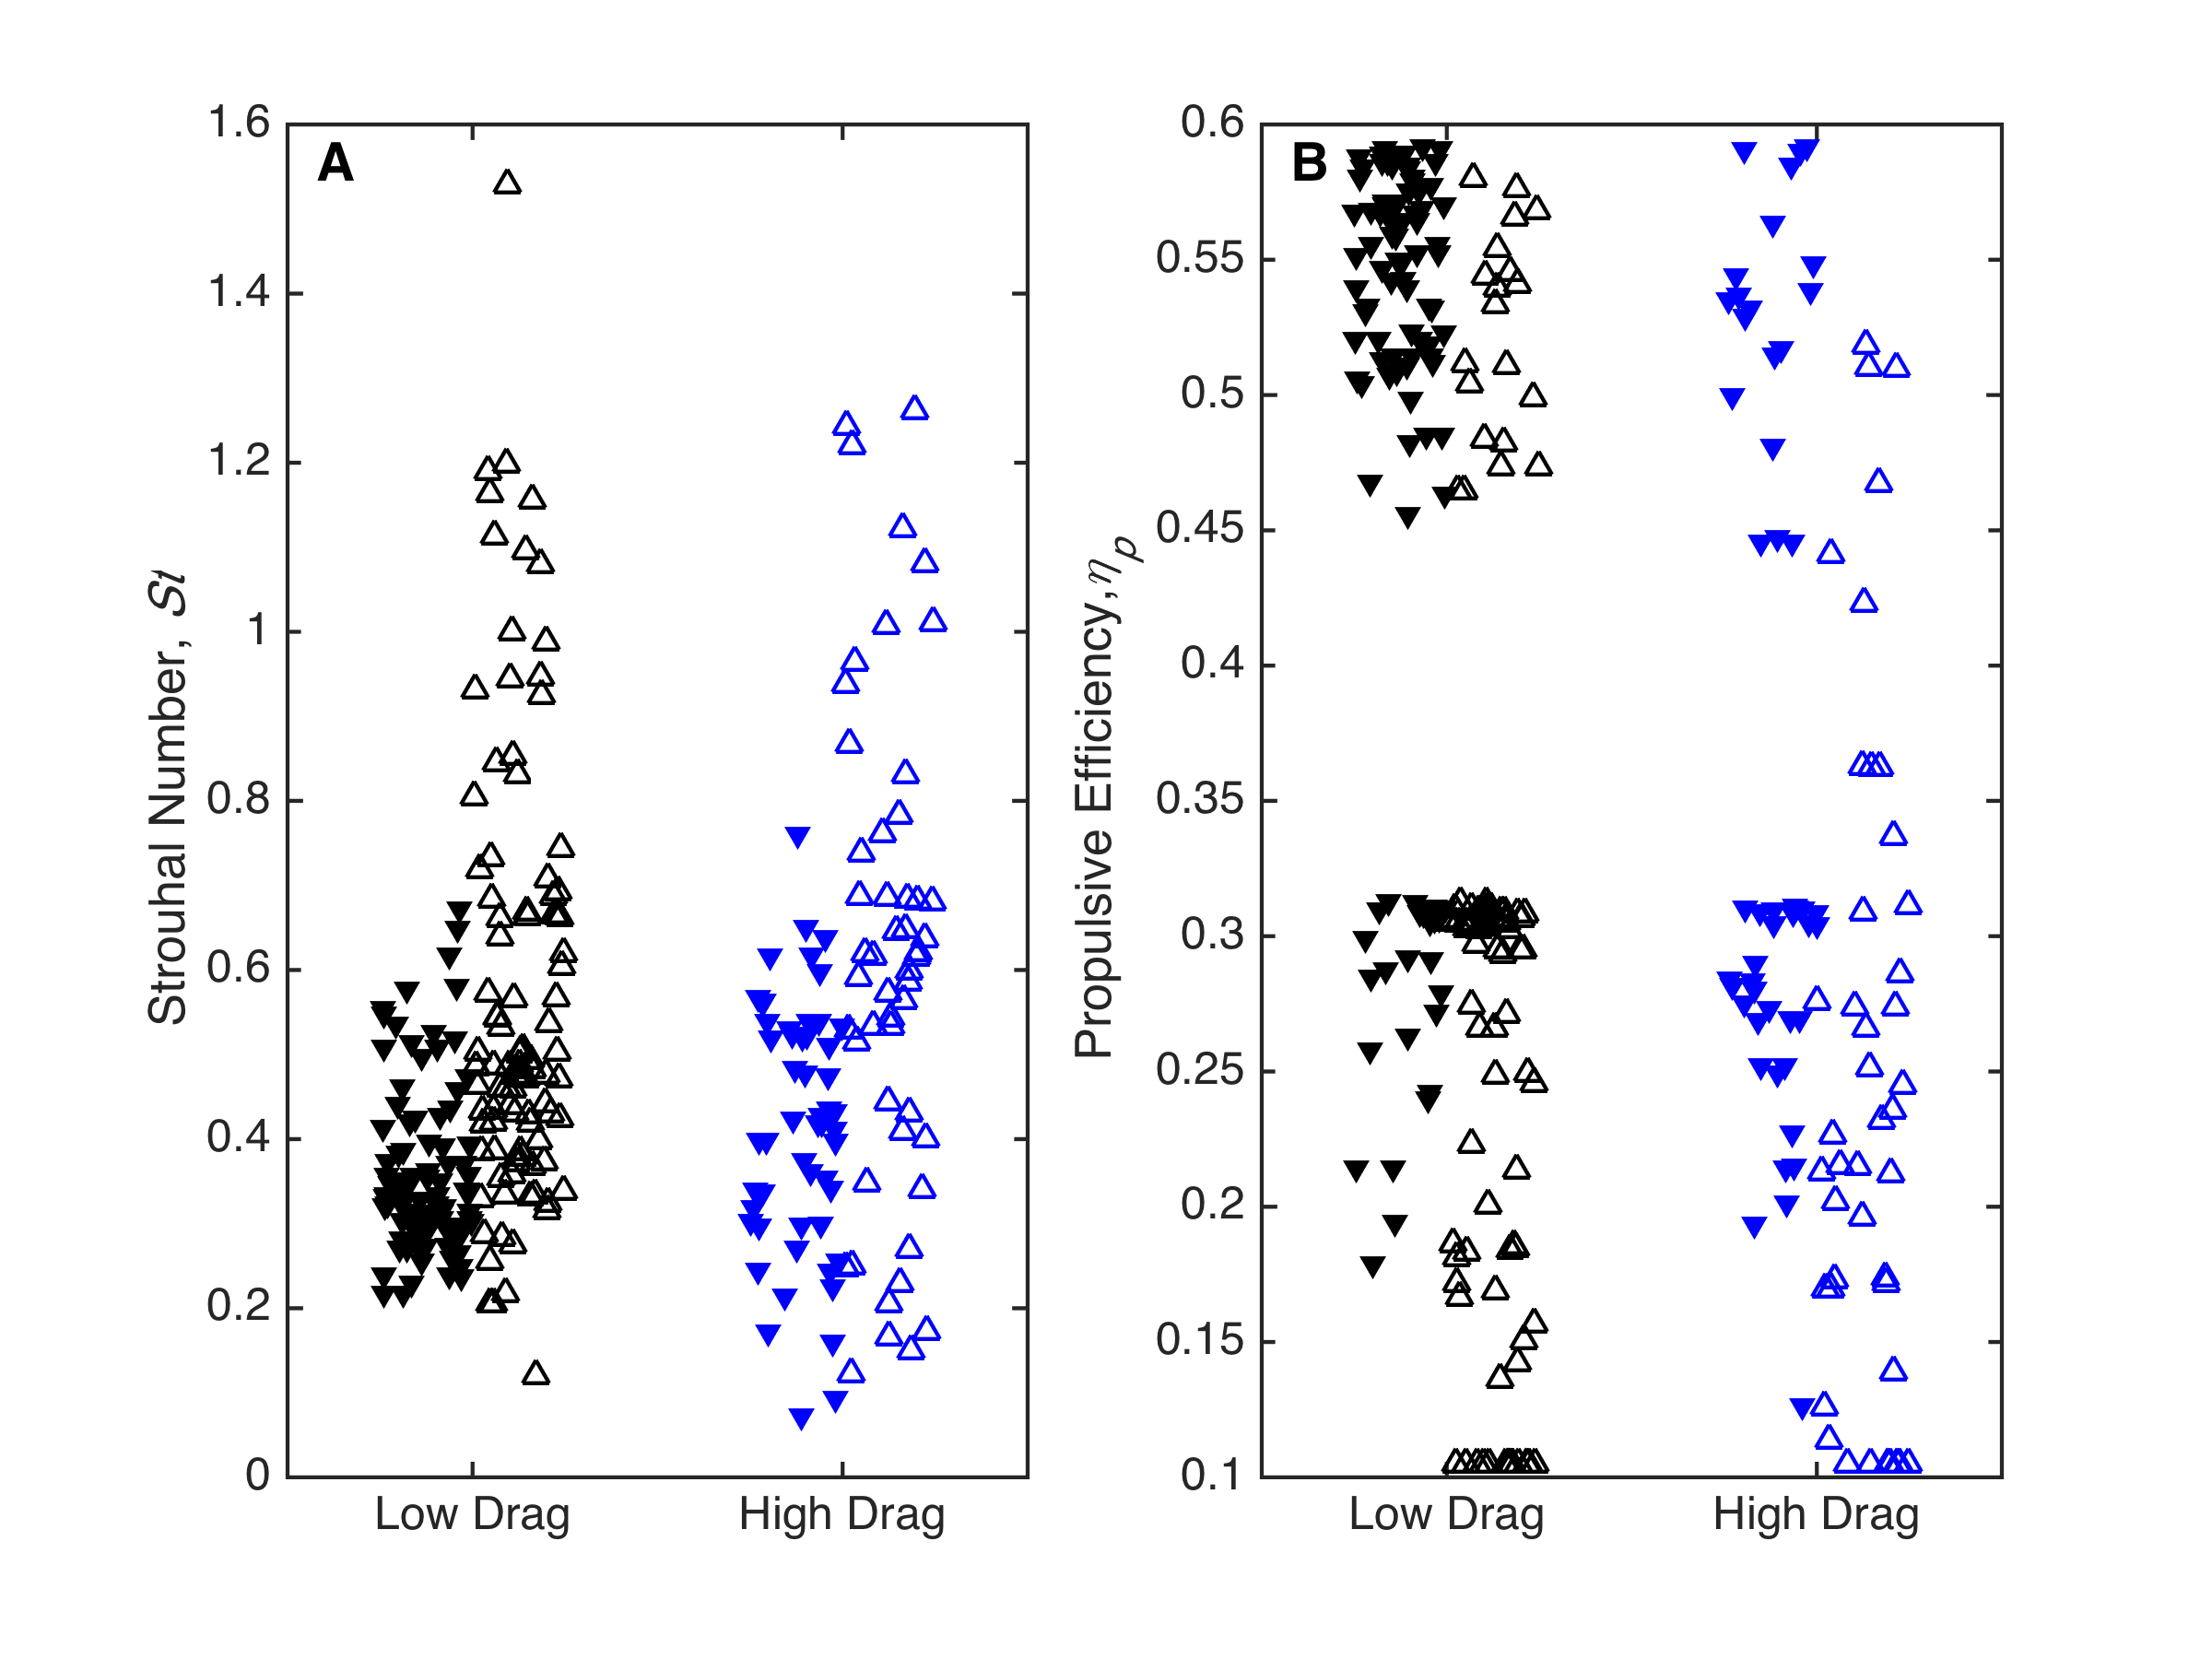 A
Strouhal Number, St
1.6
1.4
1.2
1
0.8
0.6
0.4
0.2
0
Low Drag
High Drag
B
Propulsive Efficiency, ηp
0.6
0.55
0.5
0.45
0.4
0.35
0.3
0.25
0.2
0.15
0.1
Low Drag
High Drag